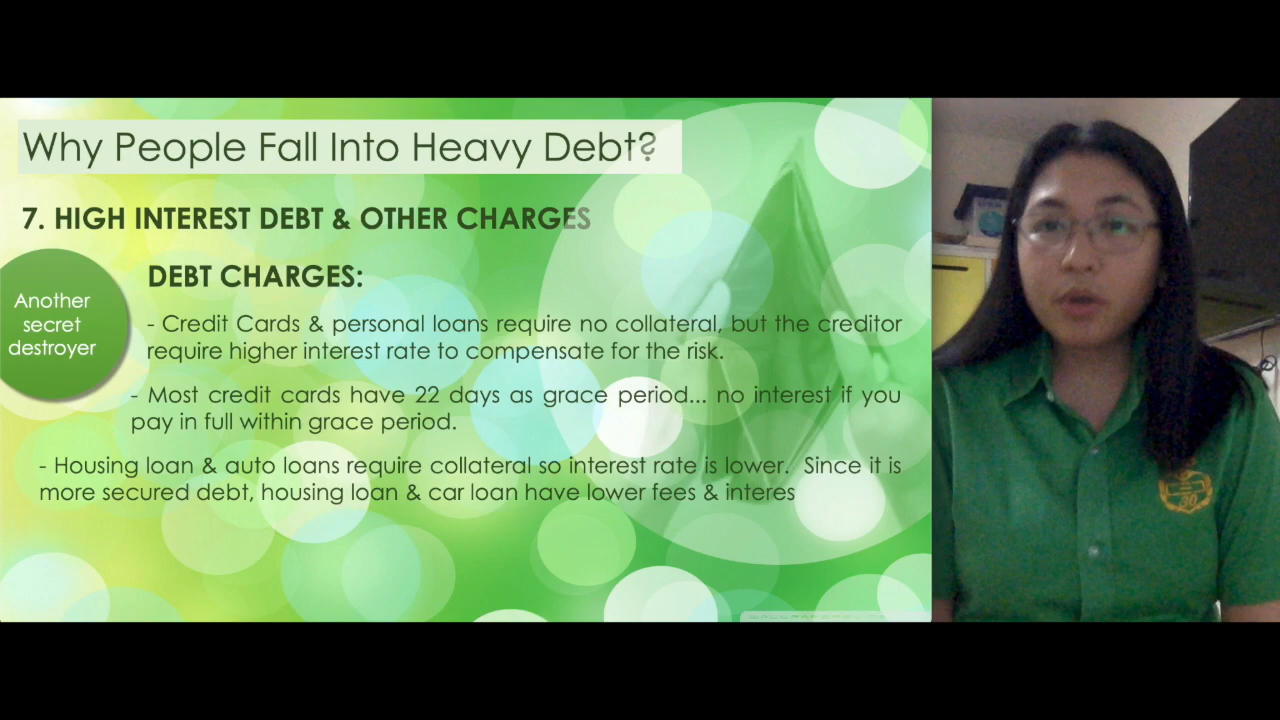 Why People Fall Into Heavy Debt?
7. HIGH INTEREST DEBT & OTHER CHARGES
Another
secret
destroyer
DEBT CHARGES:
- Credit Cards & personal loans require no collateral, but the creditor
require higher interest rate to compensate for the risk.
- Most credit cards have 22 days as grace period... no interest if you
pay in full within grace period.
- Housing loan & auto loans require collateral so interest rate is lower. Since it is
more secured debt, housing loan & car loan have lower fees & interes
30